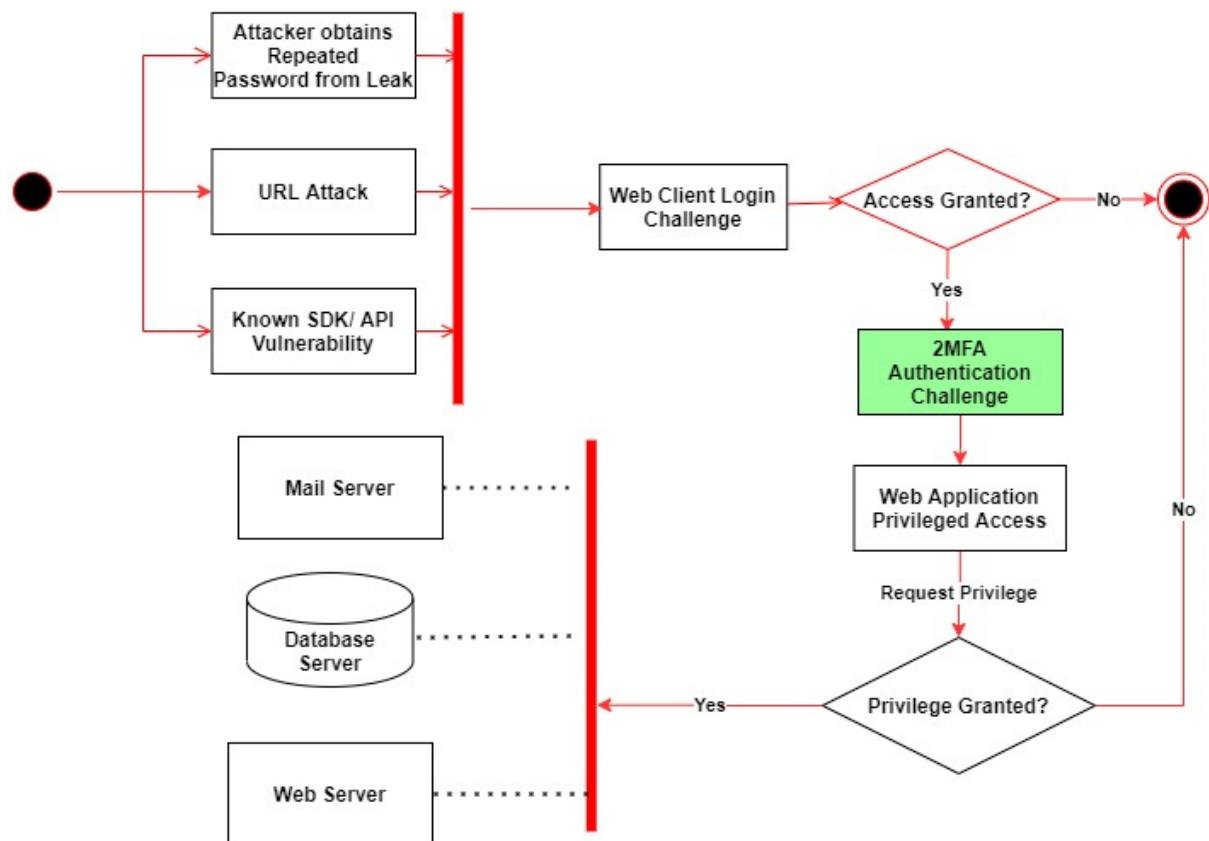 Attacker obtains
Repeated
Password from Leak
URL Attack
Known SDK/ API
Vulnerability
Web Client Login
Challenge
Access Granted?
No
Yes
2MFA
Authentication
Challenge
Web Application
Privileged Access
Request Privilege
No
Privilege Granted?
Yes
Mail Server
Database
Server
Web Server